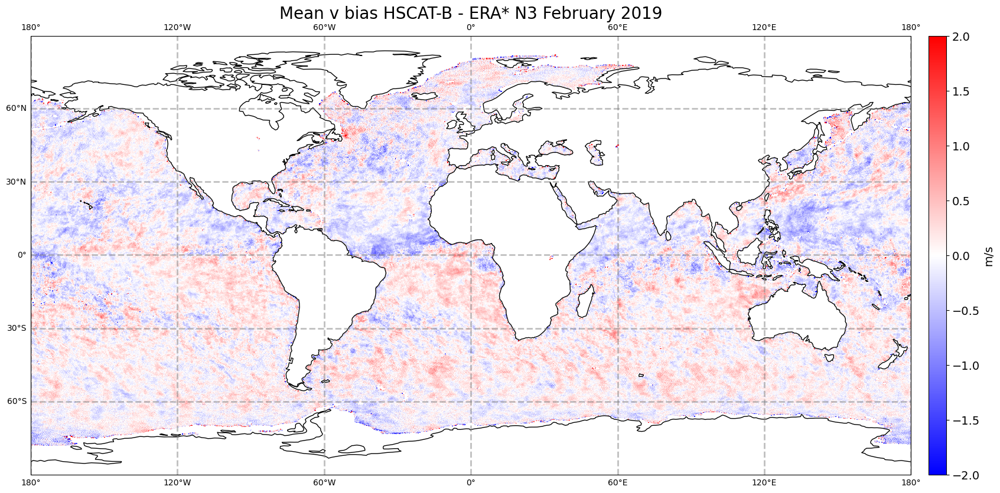 Mean v bias HSCAT-B - ERA* N3 February 2019
180° 120°W 60°W 0° 60°E 120°E 180°
60°N
30°N
0°
30°S
60°S
180° 120°W 60°W 0° 60°E 120°E 180°
2.0
1.5
1.0
0.5
0.0
−0.5
−1.0
−1.5
−2.0
m/s